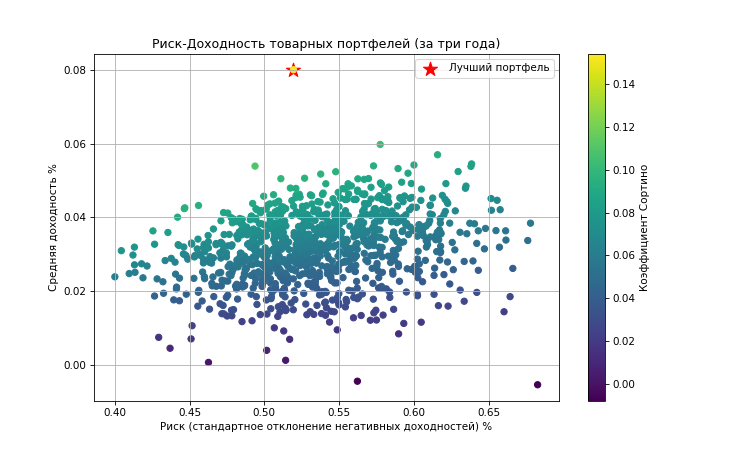 Риск-Доходность товарных портфелей (за три года)
Лучший портфель
Средняя доходность %
0.08
0.06
0.04
0.02
0.00
0.40 0.45 0.50 0.55 0.60 0.65
Риск (стандартное отклонение негативных доходностей) %
0.14
0.12
0.10
0.08
0.06
0.04
0.02
0.00
Коэффициент Сортино